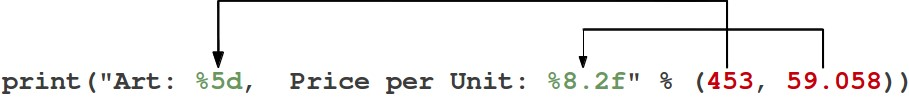 print("Art: %5d,  Price per Unit: %8.2f" % (453, 59.058))